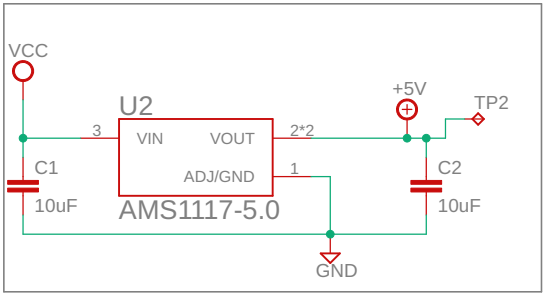 VCC
U2
+5V
TP2
3
VIN
VOUT
2*2
ADJ/GND
1
C1
10uF
AMS1117-5.0
C2
10uF
GND